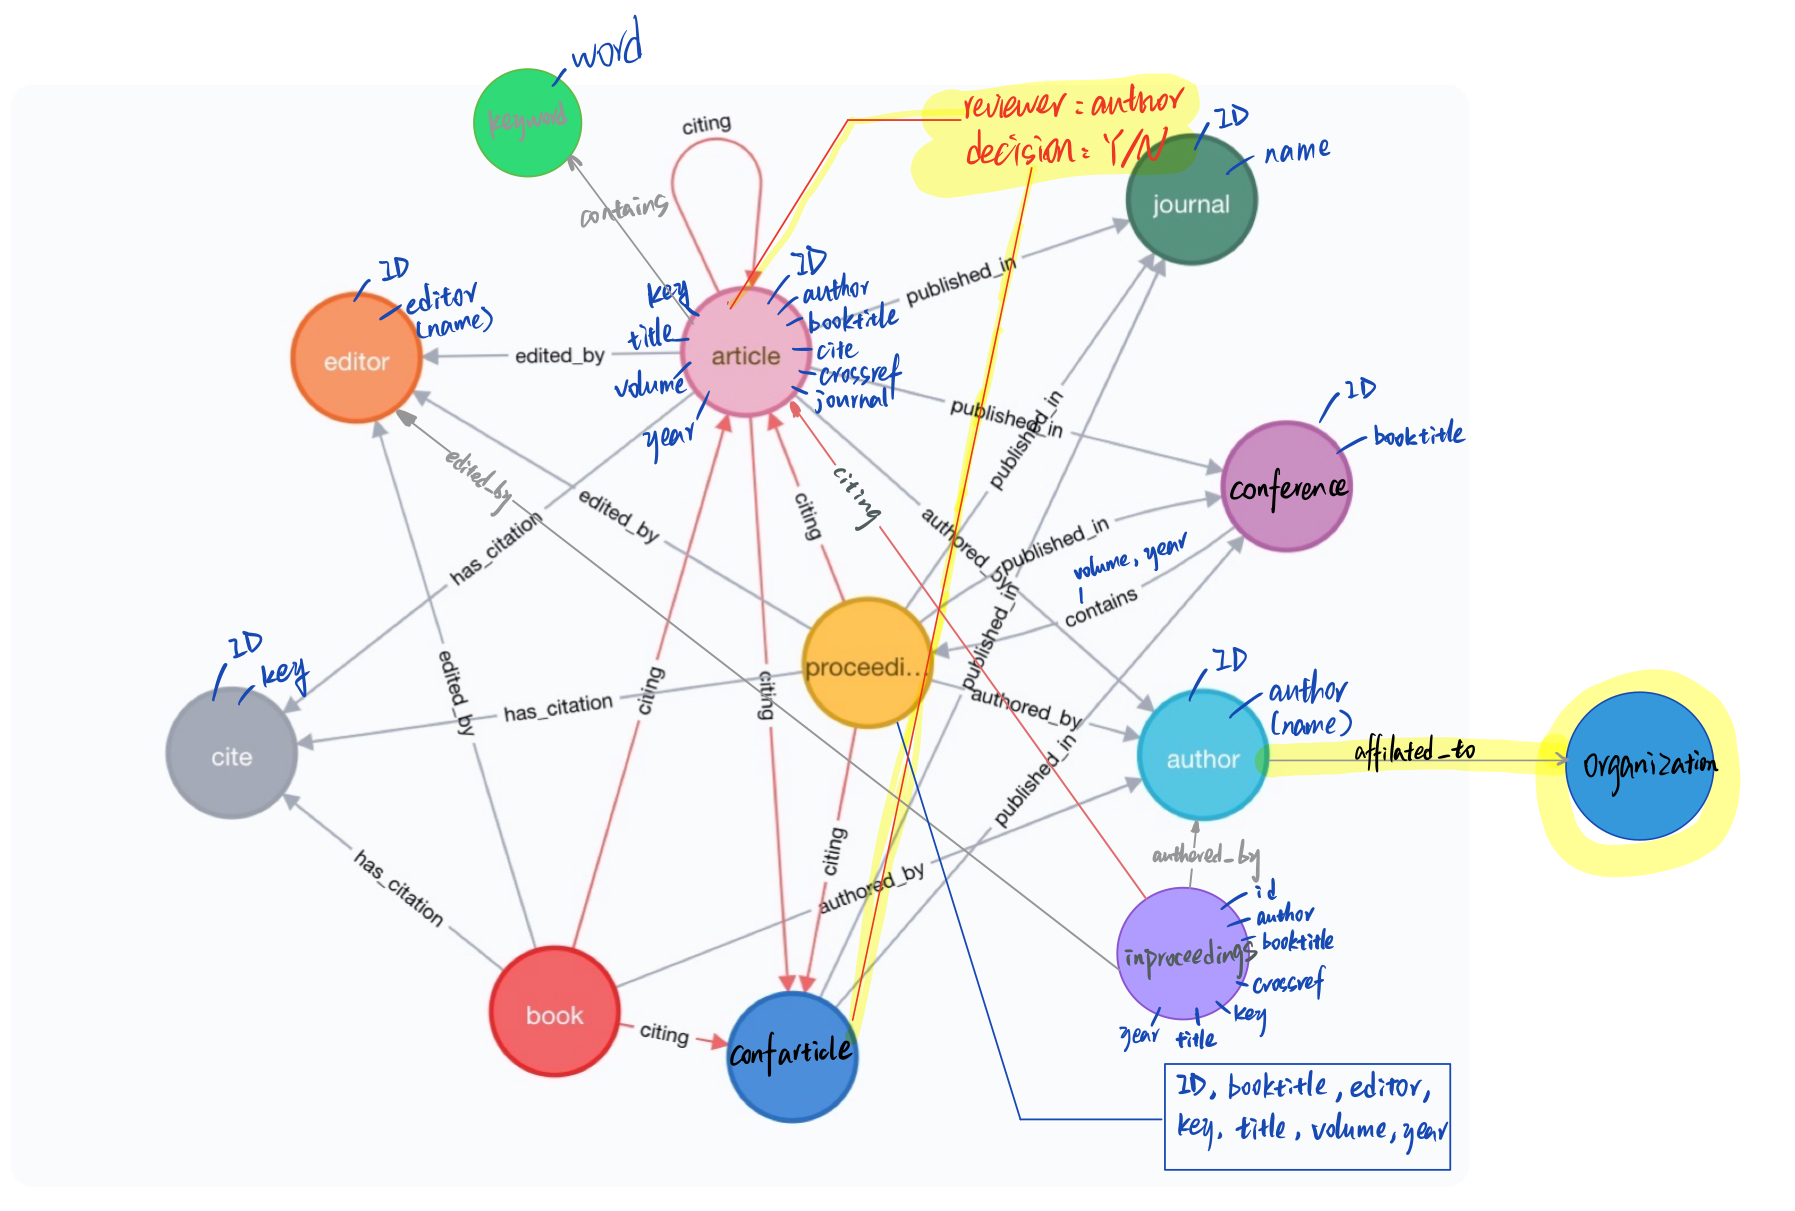 word
keyword
citing
reviewer = author
decision = Y/N
ID
name
journal
contains
published_in
ID
editor
(name)
editor
edited_by
key
title
volume
year
article
ID
author
booktitle
cite
crossref
journal
published_in
ID
booktitle
conference
edited_by
edited_by
has_citation
citing
citing
authored_by
published_in
published_in
volume, year
contains
published_in
proceedi...
ID
key
cite
edited_by
has_citation
citing
citing
authored_by
ID
author
(name)
author
affilated_to
Organization
published_in
citing
authored_by
authored_by
has_citation
inproceedings
id
author
booktitle
crossref
key
title
year
book
citing
confarticle
ID, booktitle, editor,
key, title, volume, year